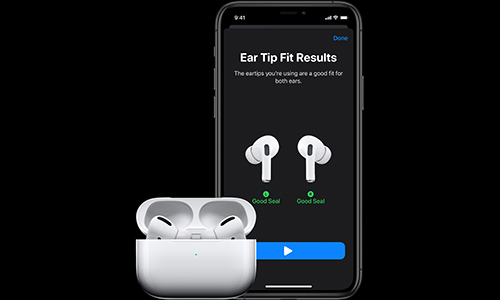 9:41
Done
Ear Tip Fit Results
The eartips you're using are a good fit for
both ears.
L R
Good Seal Good Seal